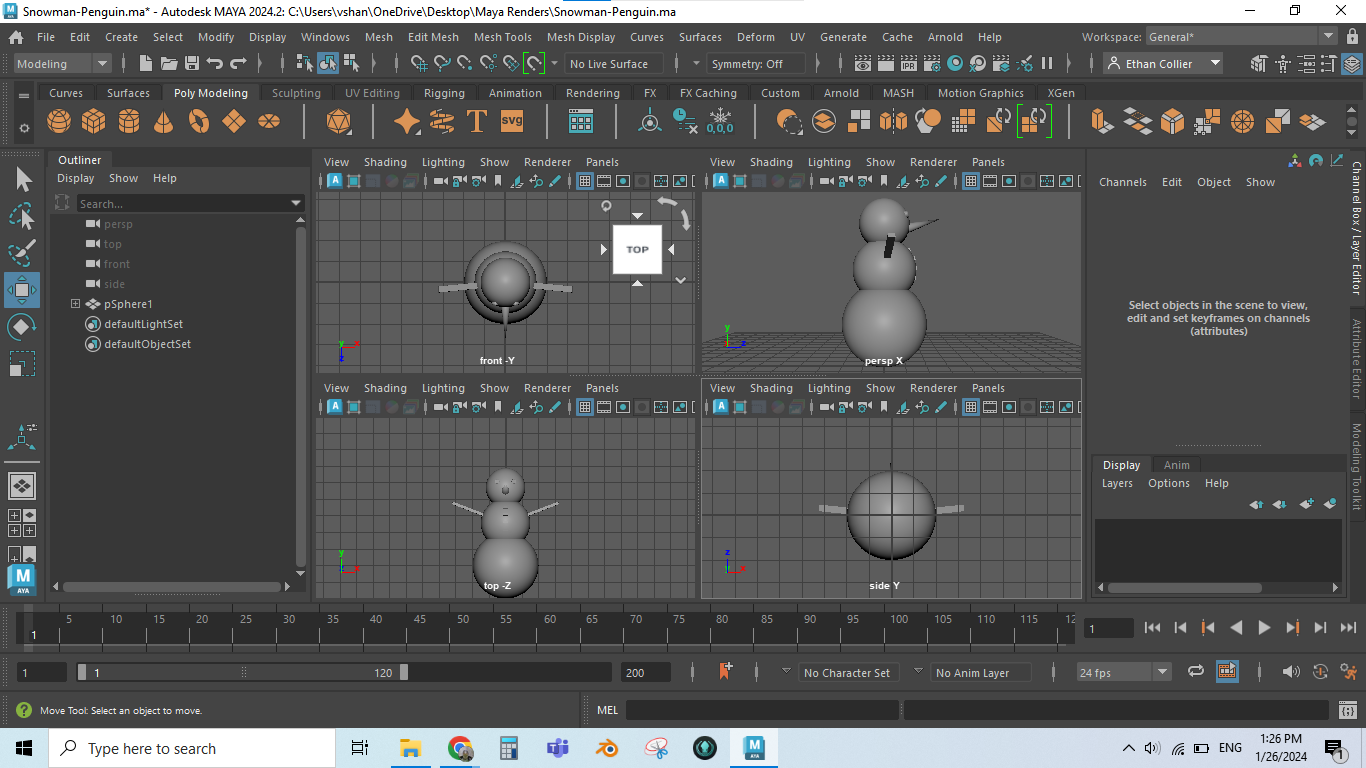 Snowman-Penguin.ma* - Autodesk MAYA 2024.2: C:\Users\vshan\OneDrive\Desktop\Maya Renders\Snowman-Penguin.ma
File Edit Create Select Modify Display Windows Mesh Edit Mesh Mesh Tools Mesh Display Curves Surfaces Deform UV Generate Cache Arnold Help Workspace: General*
Modeling No Live Surface Symmetry: Off IPR Ethan Collier
Curves Surfaces Poly Modeling Sculpting UV Editing Rigging Animation Rendering FX FX Caching Custom Arnold MASH Motion Graphics XGen
T SVG 0,0,0
Outliner
Display Show Help
Search...
persp
top
front
side
pSphere1
defaultLightSet
defaultObjectSet
View Shading Lighting Show Renderer Panels
TOP
y x
z
front -Y
View Shading Lighting Show Renderer Panels
y
z
persp X
View Shading Lighting Show Renderer Panels
y
z x
top -Z
View Shading Lighting Show Renderer Panels
z
y x
side Y
Channels Edit Object Show
Select objects in the scene to view,
edit and set keyframes on channels
(attributes)
Channel Box / Layer Editor
Attribute Editor
Modeling Toolkit
Display Anim
Layers Options Help
M
AYA
1 5 10 15 20 25 30 35 40 45 50 55 60 65 70 75 80 85 90 95 100 105 110 115 12 1
1 1 120 200 No Character Set No Anim Layer 24 fps
Move Tool: Select an object to move. MEL
Type here to search ENG 1:26 PM
1/26/2024 1